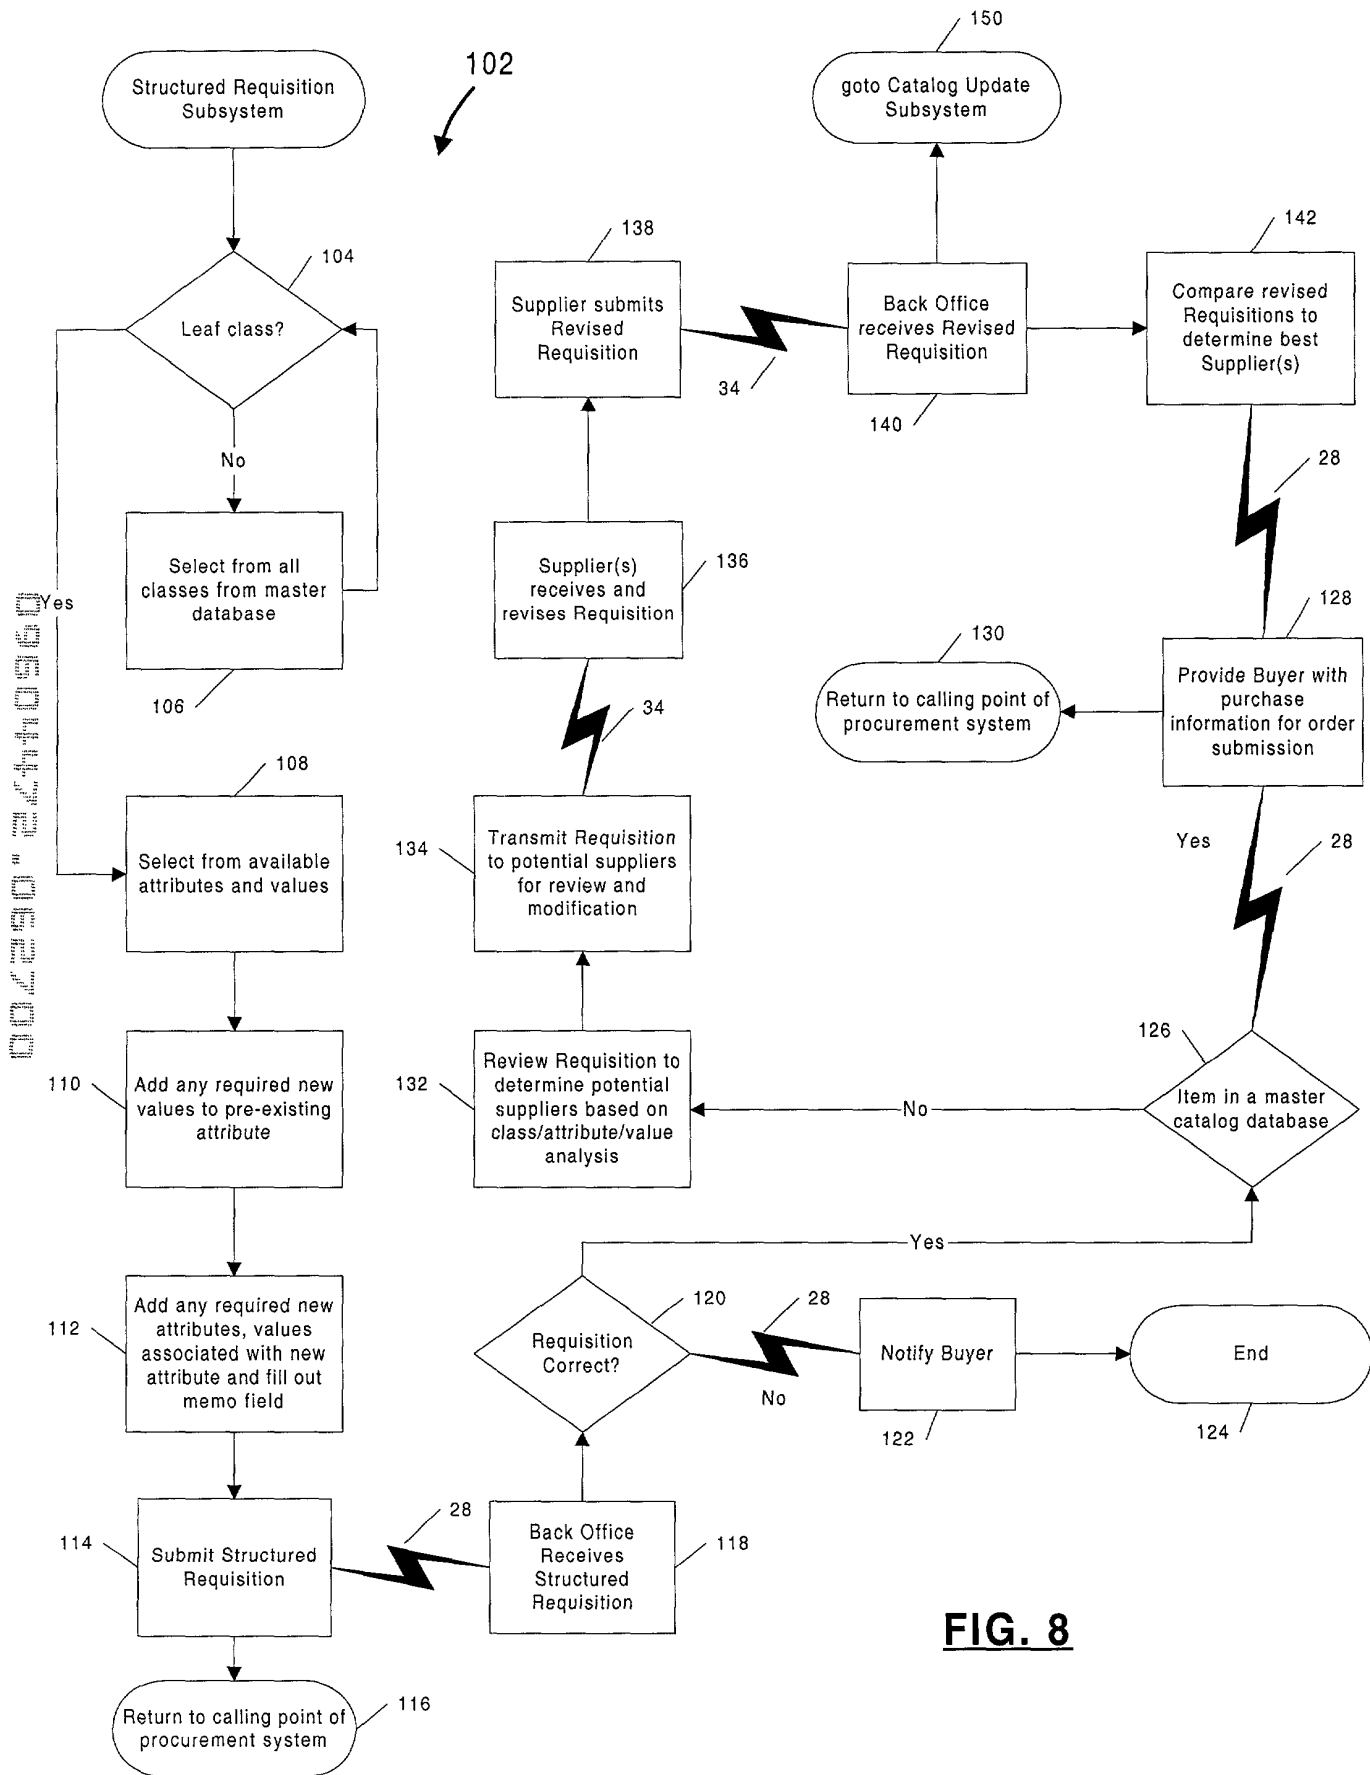 Structured Requisition
Subsystem
102
150
goto Catalog Update
Subsystem
104
Leaf class?
No
Yes
Select from all
classes from master
database
106
108
Select from available
attributes and values
110
Add any required new
values to pre-existing
attribute
112
Add any required new
attributes, values
associated with new
attribute and fill out
memo field
114
Submit Structured
Requisition
116
Return to calling point of
procurement system
28
118
Back Office
Receives
Structured
Requisition
120
Requisition
Correct?
28
No
Notify Buyer
122
End
124
Yes
126
Item in a master
catalog database
No
132
Review Requisition to
determine potential
suppliers based on
class/attribute/value
analysis
134
Transmit Requisition
to potential suppliers
for review and
modification
34
136
Supplier(s)
receives and
revises Requisition
138
Supplier submits
Revised
Requisition
34
Back Office
receives Revised
Requisition
140
142
Compare revised
Requisitions to
determine best
Supplier(s)
28
128
Provide Buyer with
purchase
information for order
submission
130
Return to calling point of
procurement system
Yes
28
FIG. 8